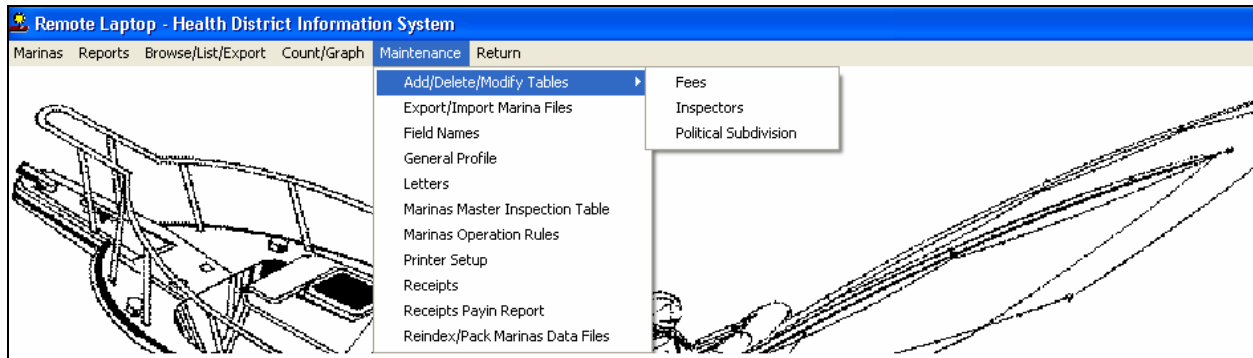 Remote Laptop - Health District Information System
Marinas Reports Browse/List/Export Count/Graph Maintenance Return
Add/Delete/Modify Tables Fees
Export/Import Marina Files Inspectors
Field Names Political Subdivision
General Profile
Letters
Marinas Master Inspection Table
Marinas Operation Rules
Printer Setup
Receipts
Receipts Payin Report
Reindex/Pack Marinas Data Files